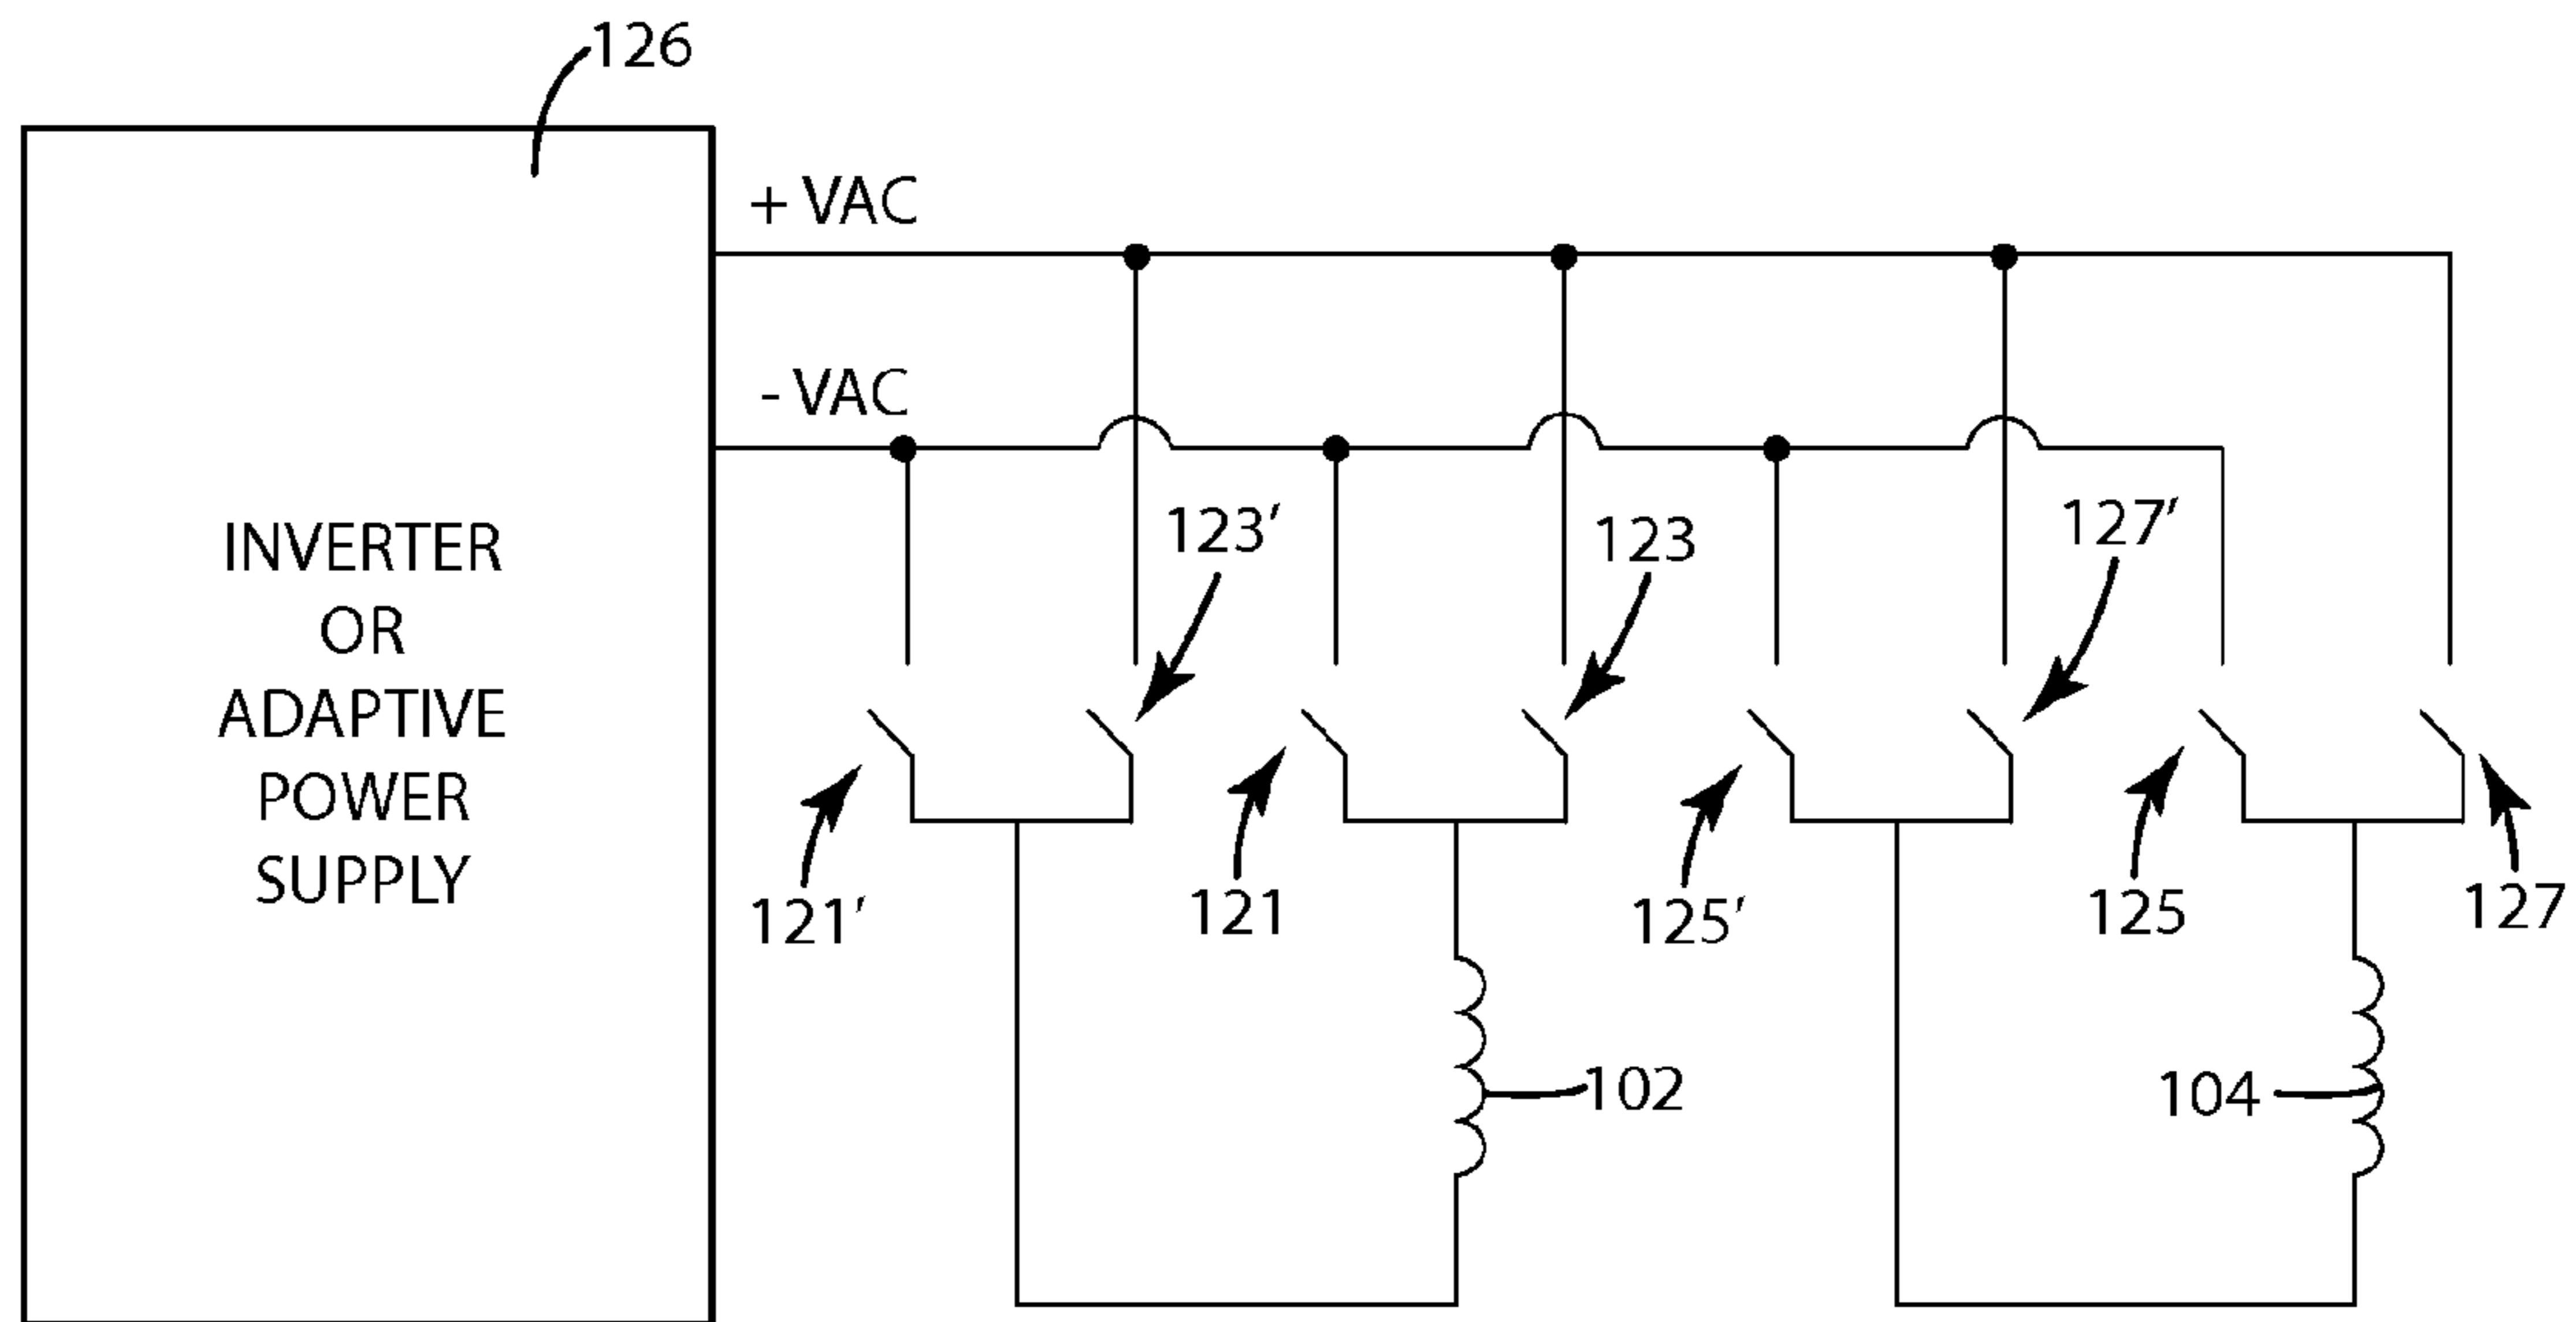 126
+ VAC
- VAC
INVERTER
OR
ADAPTIVE
POWER
SUPPLY
123′
123
127′
121′
121
125′
125
127
102
104